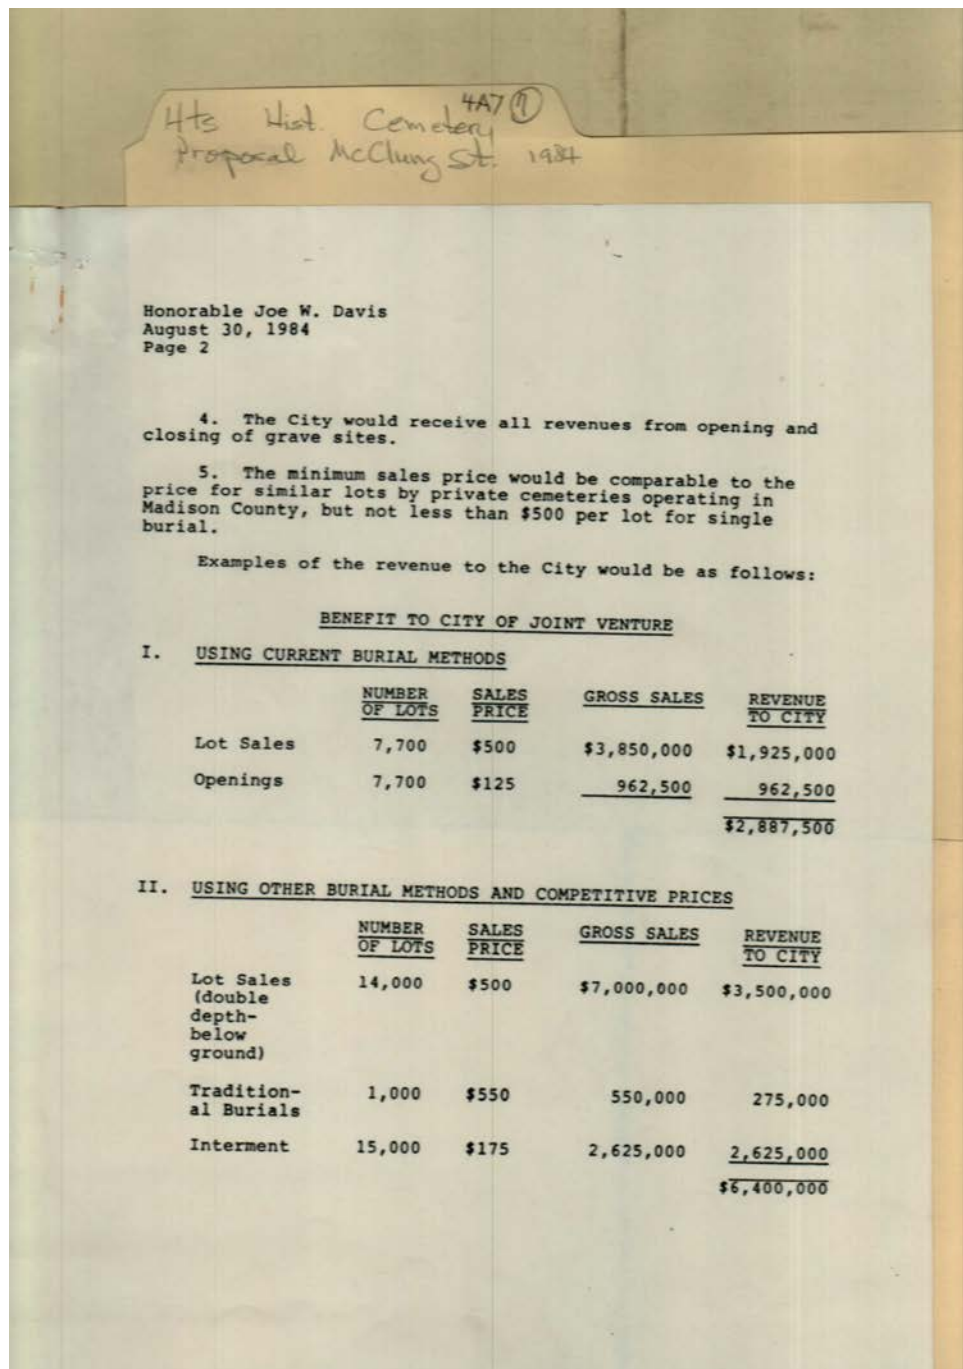 4A7 ⑦
Hts Hist. Cemetery
Proposal McClung St. 1984
Honorable Joe W. Davis
August 30, 1984
Page 2
4. The City would receive all revenues from opening and
closing of grave sites.
5. The minimum sales price would be comparable to the
price for similar lots by private cemeteries operating in
Madison County, but not less than $500 per lot for single
burial.
Examples of the revenue to the City would be as follows:
BENEFIT TO CITY OF JOINT VENTURE
I. USING CURRENT BURIAL METHODS
NUMBER SALES GROSS SALES REVENUE
OF LOTS PRICE TO CITY
Lot Sales 7,700 $500 $3,850,000 $1,925,000
Openings 7,700 $125 962,500 962,500
$2,887,500
II. USING OTHER BURIAL METHODS AND COMPETITIVE PRICES
NUMBER SALES GROSS SALES REVENUE
OF LOTS PRICE TO CITY
Lot Sales 14,000 $500 $7,000,000 $3,500,000
(double
depth-
below
ground)
Tradition- 1,000 $550 550,000 275,000
al Burials
Interment 15,000 $175 2,625,000 2,625,000
$6,400,000